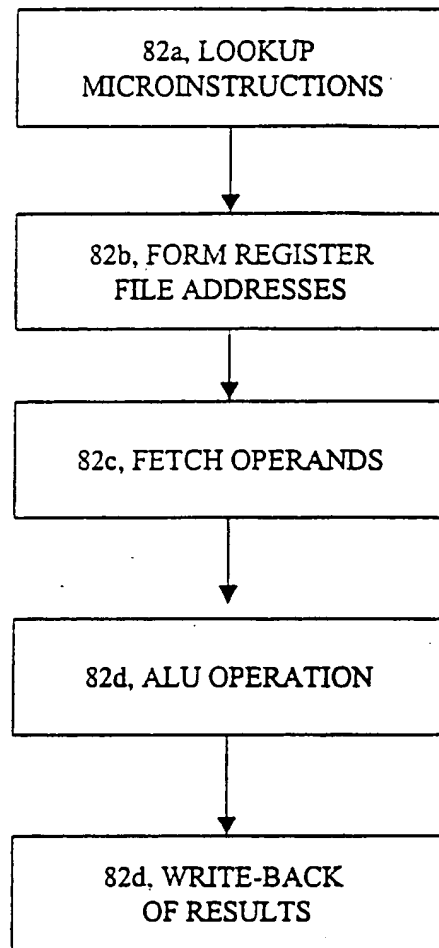 82a, LOOKUP
MICROINSTRUCTIONS
82b, FORM REGISTER
FILE ADDRESSES
82c, FETCH OPERANDS
82d, ALU OPERATION
82d, WRITE-BACK
OF RESULTS